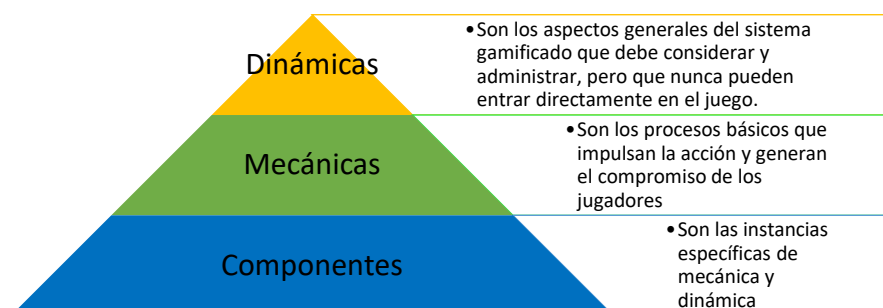 Dinámicas
•Son los aspectos generales del sistema
gamificado que debe considerar y
administrar, pero que nunca pueden
entrar directamente en el juego.
Mecánicas
•Son los procesos básicos que
impulsan la acción y generan
el compromiso de los
jugadores
Componentes
•Son las instancias
específicas de
mecánica y
dinámica